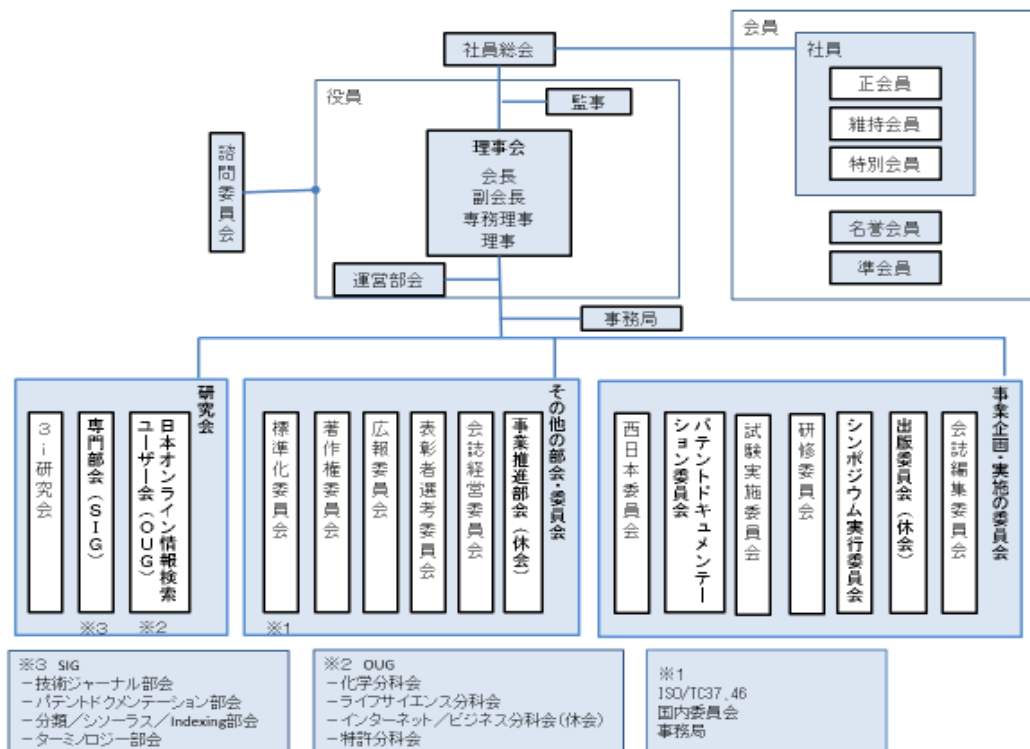 社員総会
会員
社員
正会員
維持会員
特別会員
名誉会員
準会員
役員
監事
諮問委員会
理事会
会長
副会長
専務理事
理事
運営部会
事務局
研究会
日本オンライン情報検索
ユーザー会（OUG）
専門部会（SIG）
3i研究会
※3
※2
その他の部会・委員会
事業推進部会（休会）
会誌経営委員会
表彰者選考委員会
広報委員会
著作権委員会
標準化委員会
※1
事業企画・実施の委員会
会誌編集委員会
出版委員会（休会）
シンポジウム実行委員会
研修委員会
試験実施委員会
パテントドキュメンテー
ション委員会
西日本委員会
※3 SIG
－技術ジャーナル部会
－パテントドクメンテーション部会
－分類／シソーラス／Indexing部会
－ターミノロジー部会
※2 OUG
－化学分科会
－ライフサイエンス分科会
－インターネット／ビジネス分科会(休会)
－特許分科会
※1
ISO/TC37、46
国内委員会
事務局